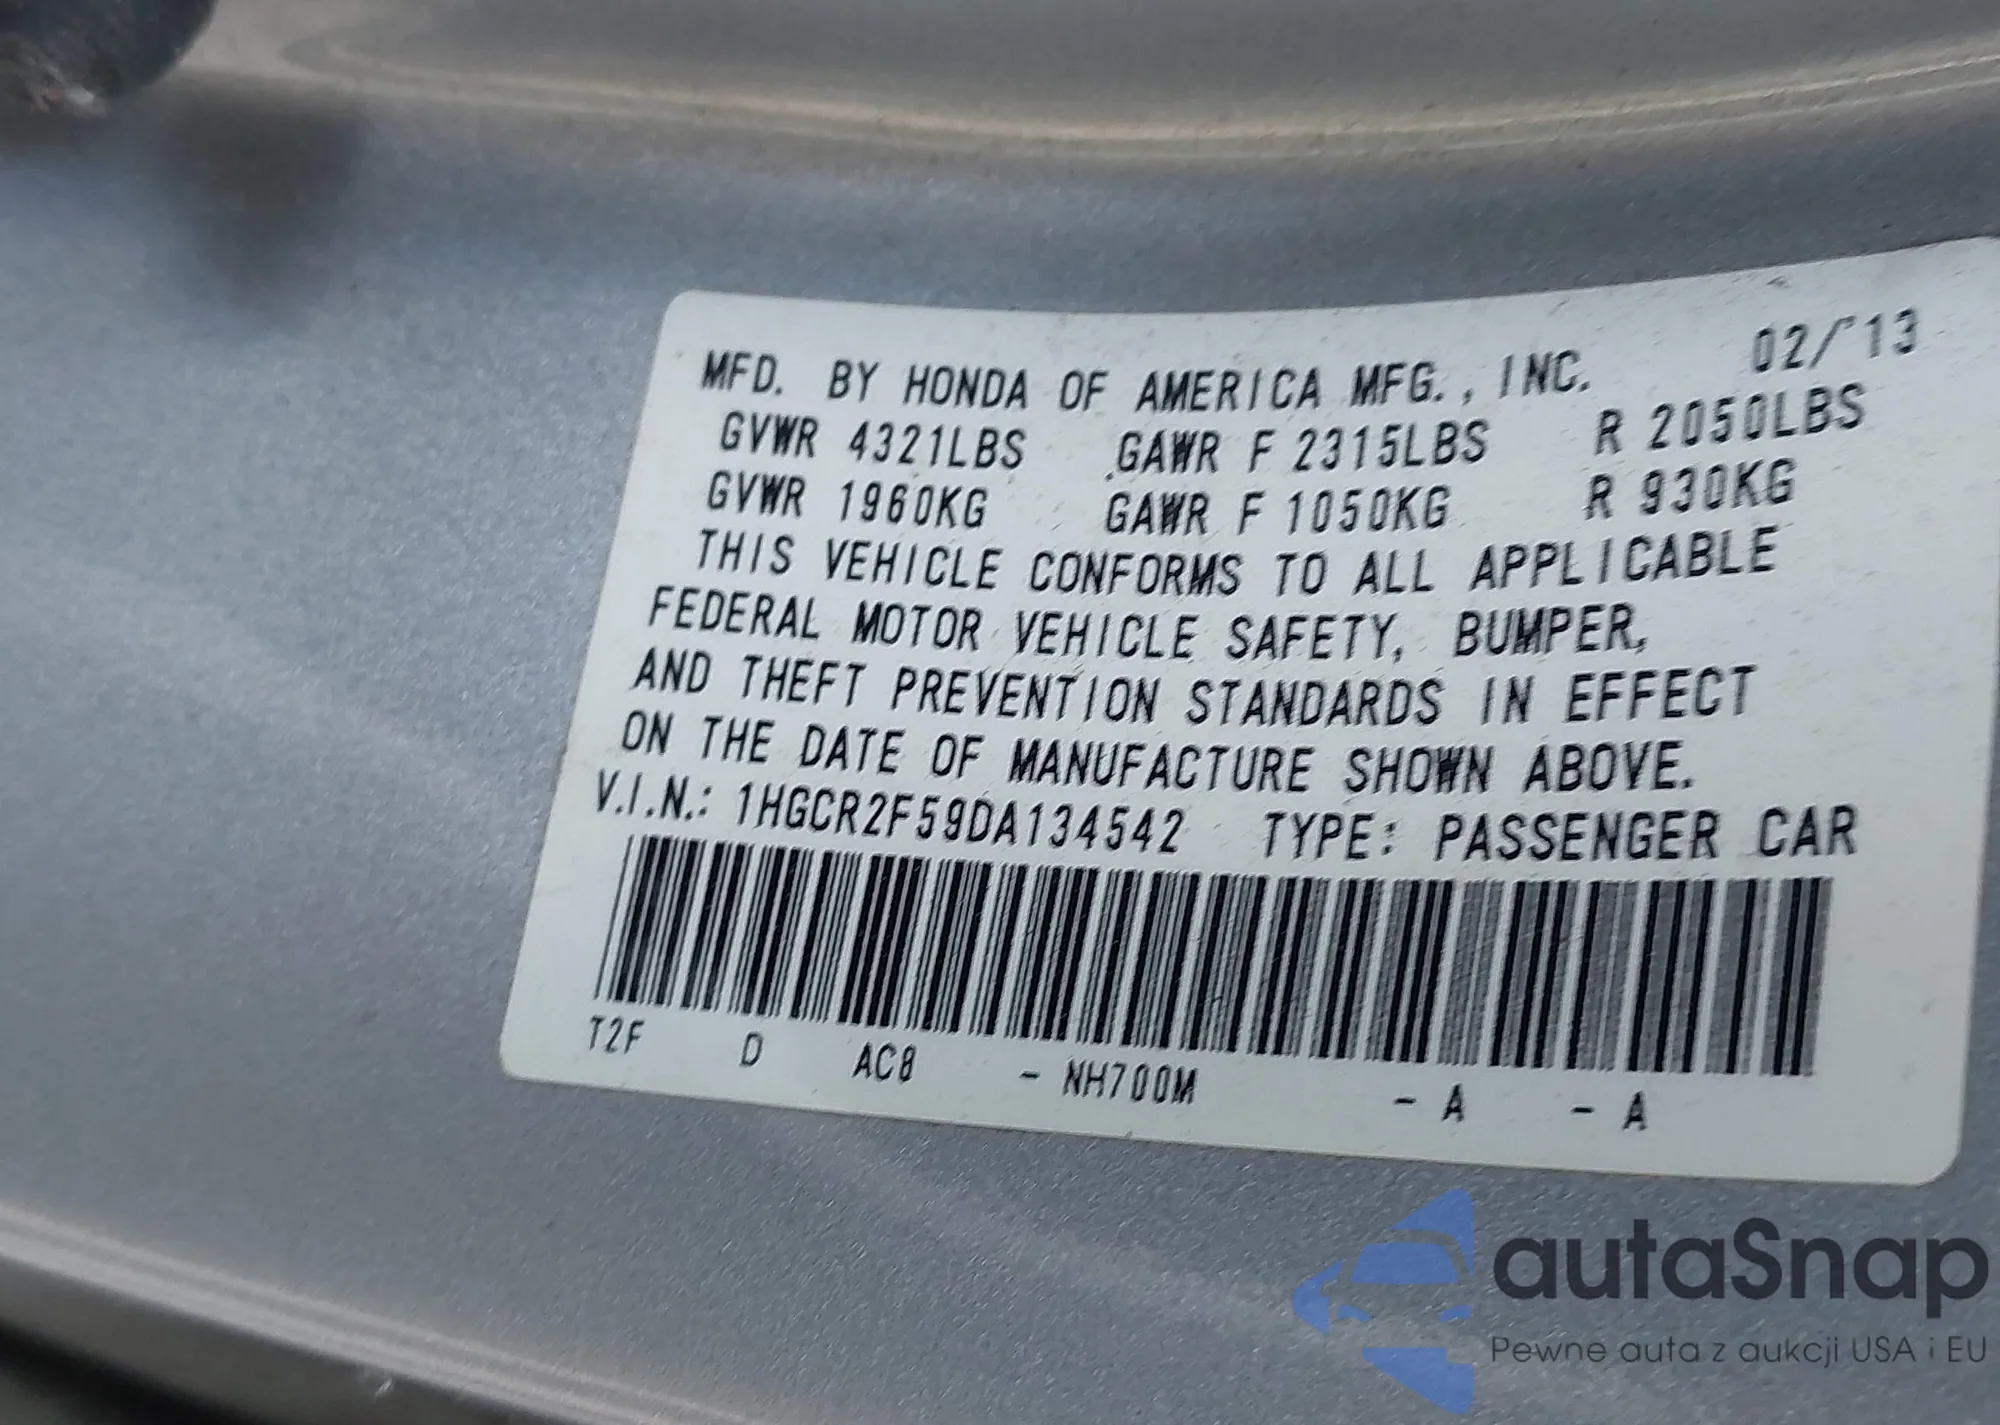 MFD. BY HONDA OF AMERICA MFG., INC. 02/'13
GVWR 4321LBS GAWR F 2315LBS R 2050LBS
GVWR 1960KG GAWR F 1050KG R 930KG
THIS VEHICLE CONFORMS TO ALL APPLICABLE
FEDERAL MOTOR VEHICLE SAFETY, BUMPER,
AND THEFT PREVENTION STANDARDS IN EFFECT
ON THE DATE OF MANUFACTURE SHOWN ABOVE.
V.I.N.: 1HGCR2F59DA134542 TYPE: PASSENGER CAR
T2F D AC8 - NH700M - A - A
autaSnap
Pewne auta z aukcji USA i EU